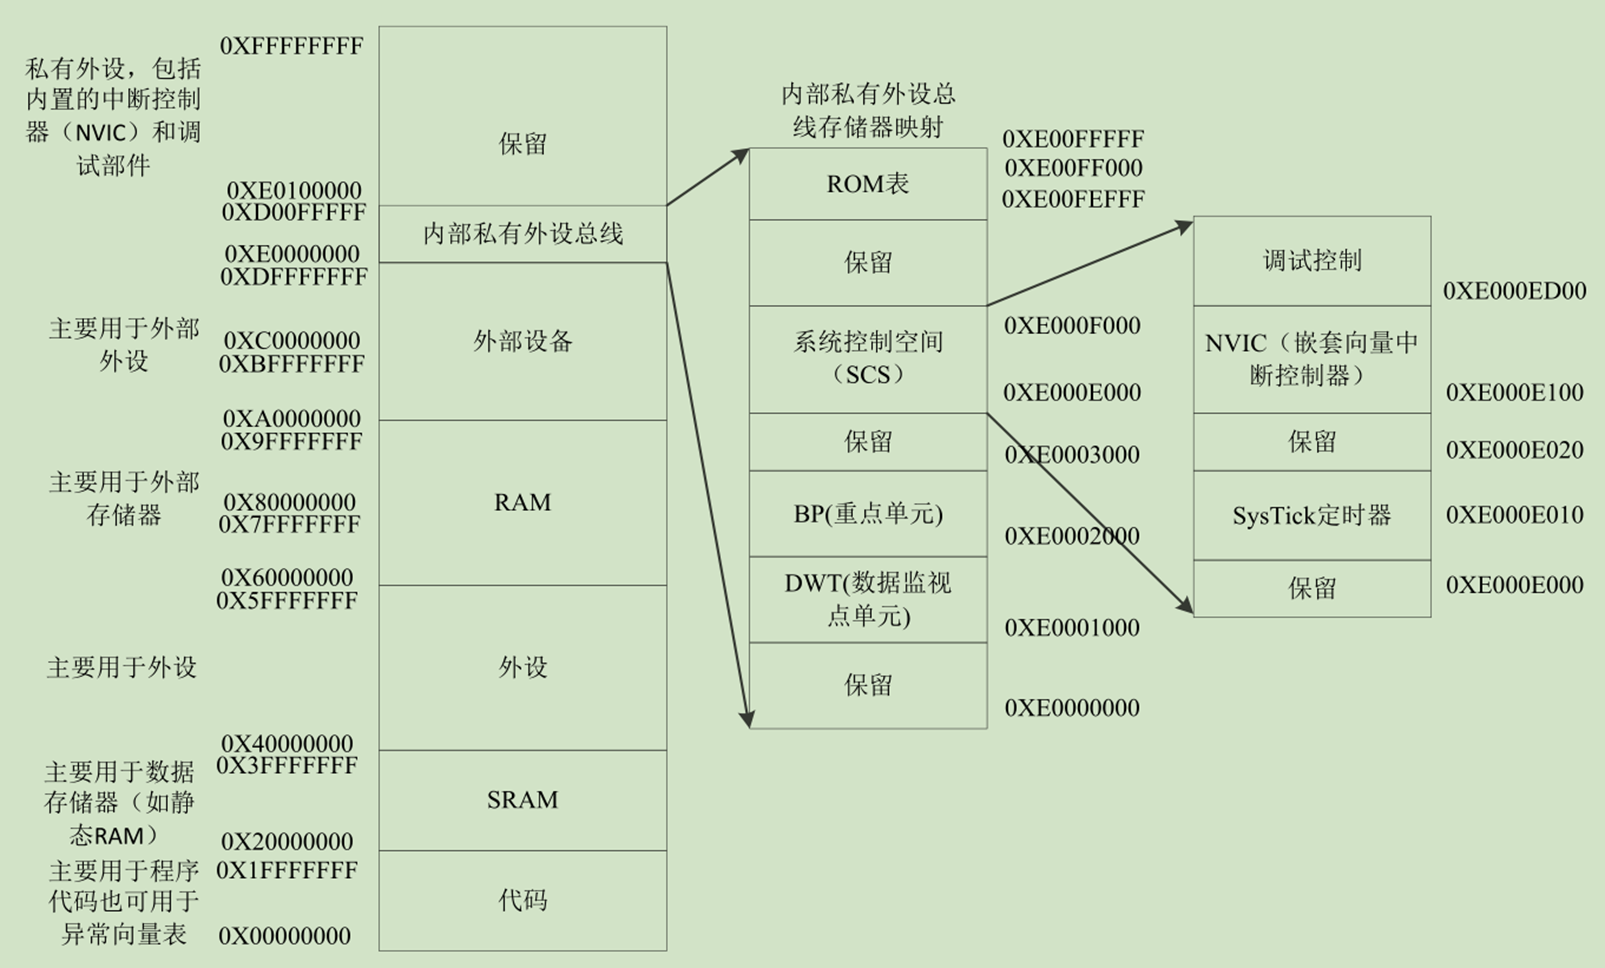 0XFFFFFFFF
私有外设，包括
内置的中断控制
器（NVIC）和调
试部件
保留
0XE0100000
0XD00FFFFF
内部私有外设总线
0XE0000000
0XDFFFFFFF
主要用于外部
外设
0XC0000000
0XBFFFFFFF
外部设备
0XA0000000
0X9FFFFFFF
主要用于外部
存储器
0X80000000
0X7FFFFFFF
RAM
0X60000000
0X5FFFFFFF
主要用于外设
外设
0X40000000
0X3FFFFFFF
主要用于数据
存储器（如静
态RAM）
SRAM
0X20000000
0X1FFFFFFF
主要用于程序
代码也可用于
异常向量表
代码
0X00000000
内部私有外设总
线存储器映射
0XE00FFFFF
0XE00FF000
0XE00FEFFF
ROM表
保留
0XE000F000
系统控制空间
（SCS）
0XE000E000
保留
0XE0003000
BP(重点单元)
0XE0002000
DWT(数据监视
点单元)
0XE0001000
保留
0XE0000000
调试控制
0XE000ED00
NVIC（嵌套向量中
断控制器）
0XE000E100
保留
0XE000E020
SysTick定时器
0XE000E010
保留
0XE000E000